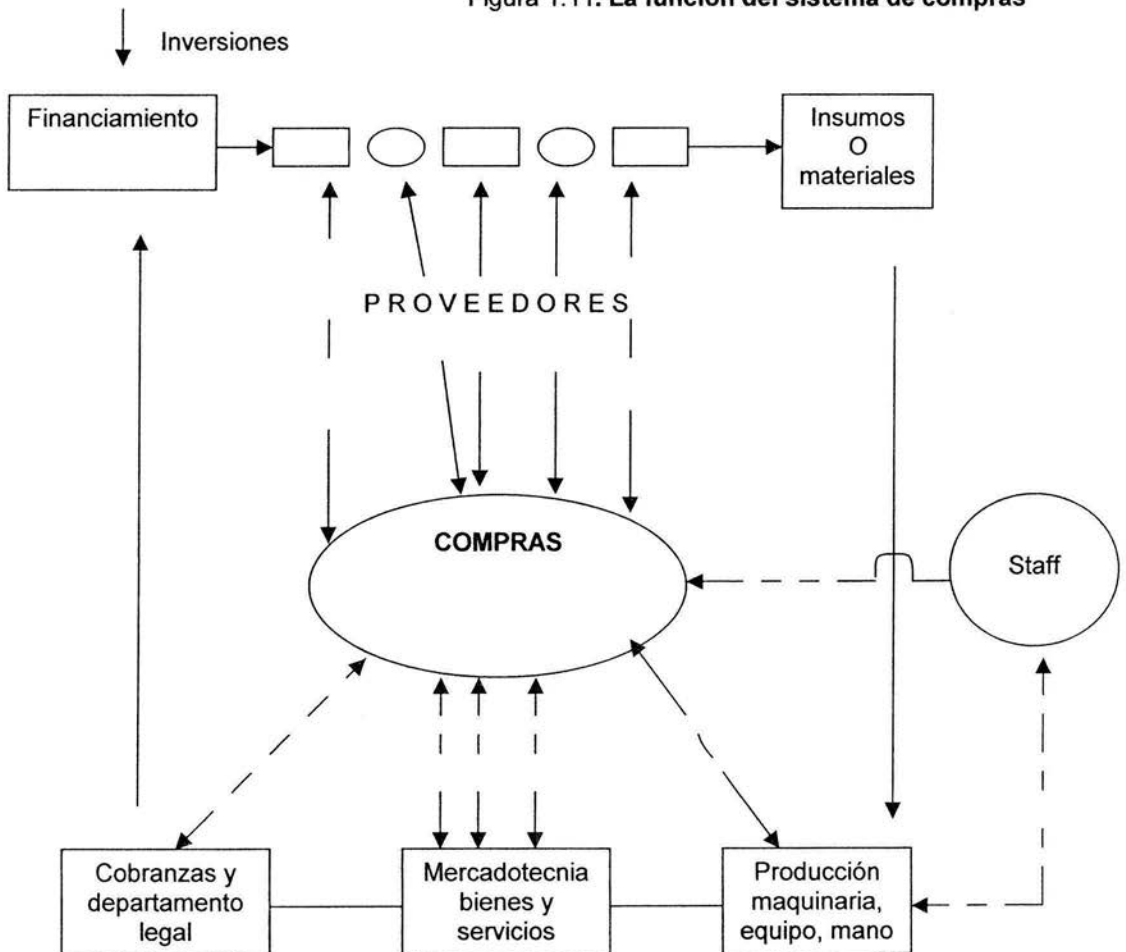 Figura 1.11. La función del sistema de compras
Inversiones
Financiamiento
Insumos
O
materiales
P R O V E E D O R E S
COMPRAS
Staff
Cobranzas y
departamento
legal
Mercadotecnia
bienes y
servicios
Producción
maquinaria,
equipo, mano